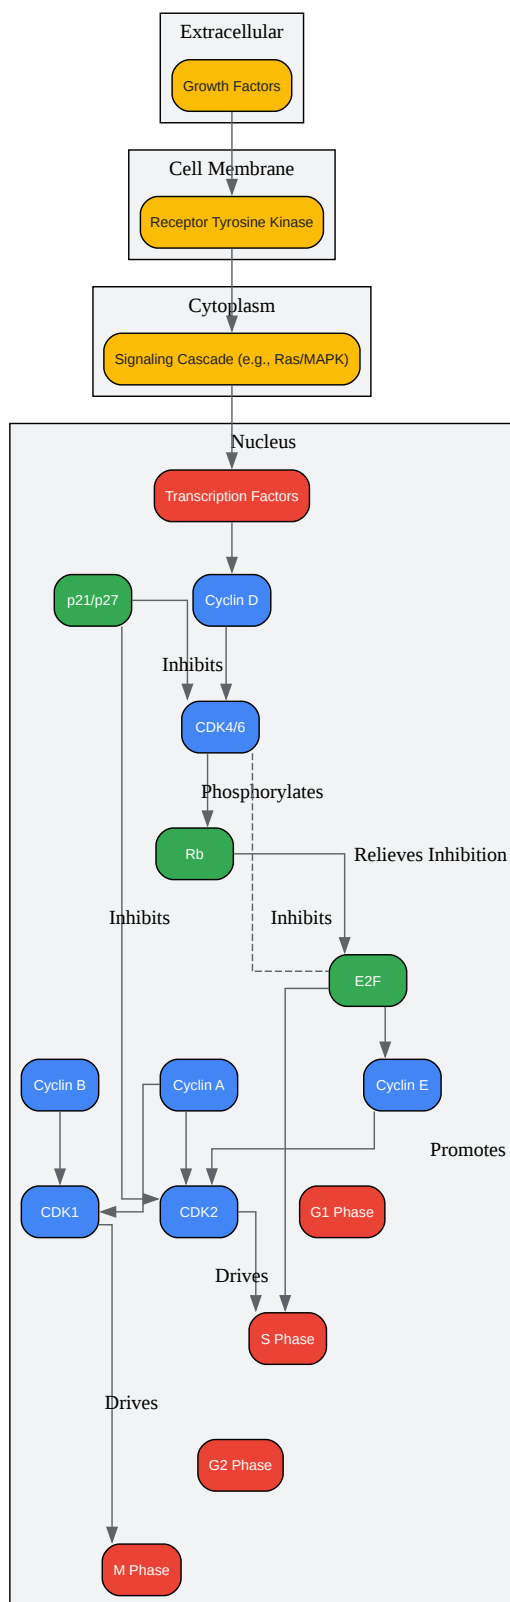 Extracellular
Growth Factors
Cell Membrane
Receptor Tyrosine Kinase
Cytoplasm
Signaling Cascade (e.g., Ras/MAPK)
Nucleus
Transcription Factors
p21/p27
Cyclin D
Inhibits
CDK4/6
Phosphorylates
Rb
Relieves Inhibition
Inhibits
Inhibits
E2F
Cyclin B
Cyclin A
Cyclin E
Promotes
CDK1
CDK2
G1 Phase
Drives
S Phase
Drives
G2 Phase
M Phase